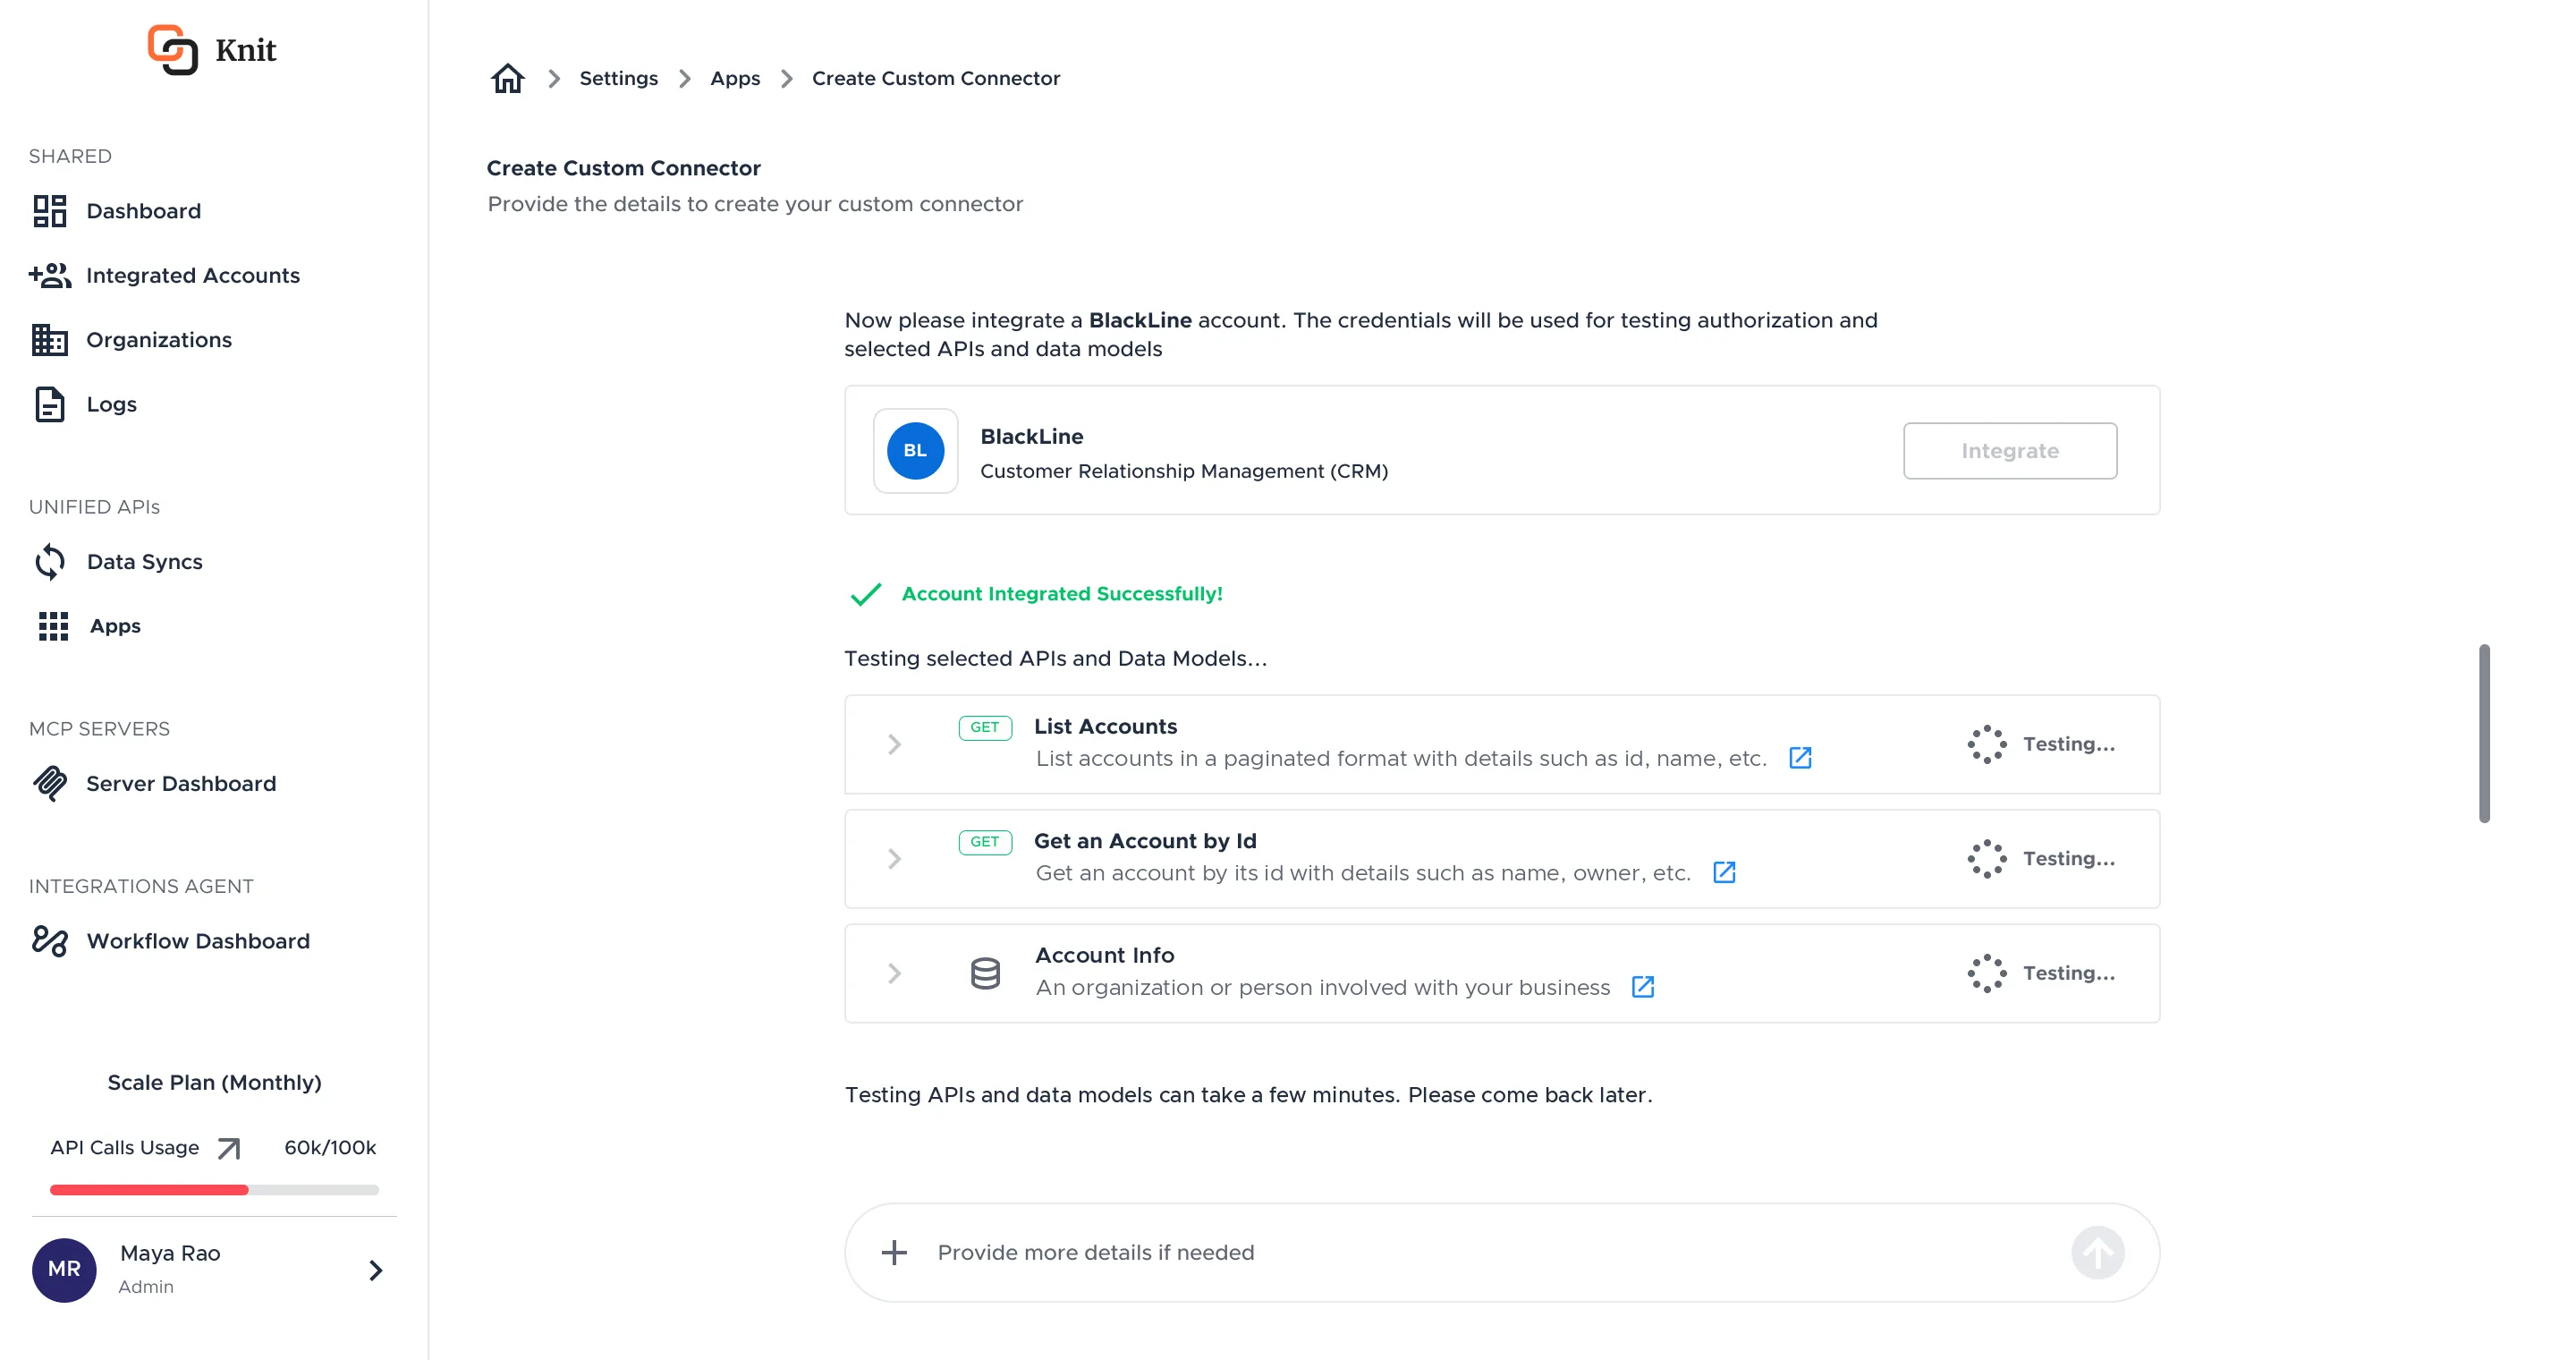 Knit
SHARED
Dashboard
Integrated Accounts
Organizations
Logs
UNIFIED APIs
Data Syncs
Apps
MCP SERVERS
Server Dashboard
INTEGRATIONS AGENT
Workflow Dashboard
Scale Plan (Monthly)
API Calls Usage 60k/100k
MR
Maya Rao
Admin
Settings Apps Create Custom Connector
Create Custom Connector
Provide the details to create your custom connector
Now please integrate a BlackLine account. The credentials will be used for testing authorization and
selected APIs and data models
BL
BlackLine
Customer Relationship Management (CRM)
Integrate
Account Integrated Successfully!
Testing selected APIs and Data Models...
GET List Accounts
List accounts in a paginated format with details such as id, name, etc.
Testing...
GET Get an Account by Id
Get an account by its id with details such as name, owner, etc.
Testing...
Account Info
An organization or person involved with your business
Testing...
Testing APIs and data models can take a few minutes. Please come back later.
Provide more details if needed